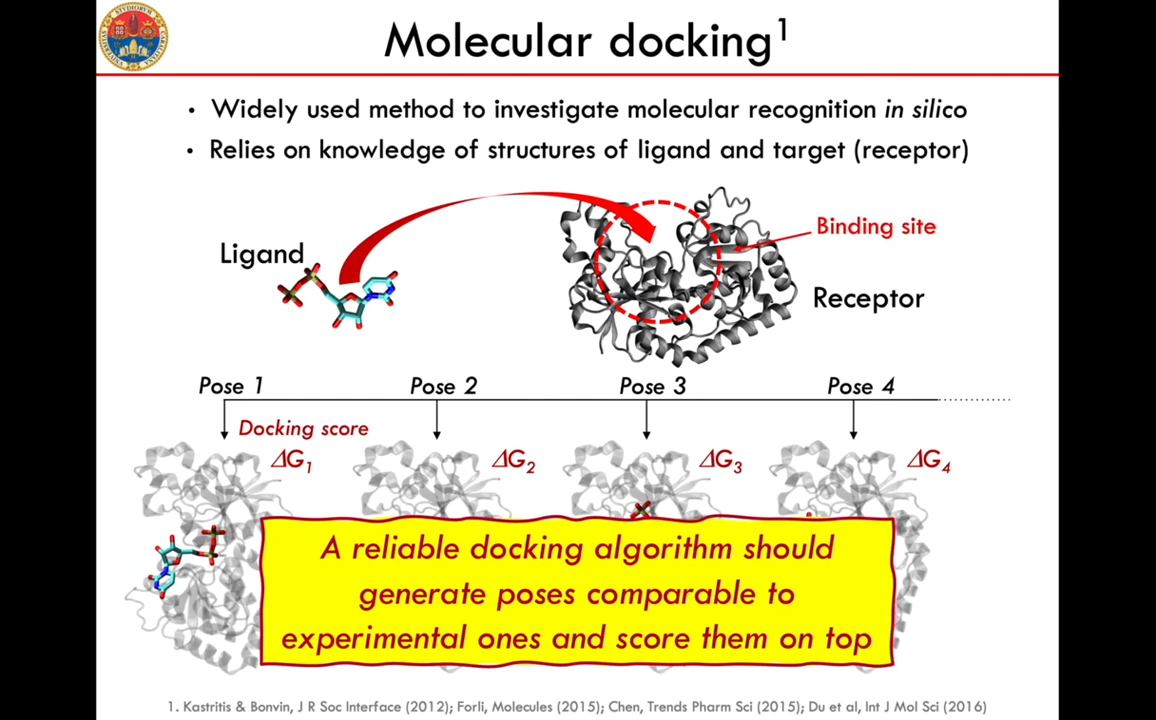 Molecular docking1
• Widely used method to investigate molecular recognition in silico
• Relies on knowledge of structures of ligand and target (receptor)
Ligand
Binding site
Receptor
Pose 1
Pose 2
Pose 3
Pose 4
Docking score
ΔG1
ΔG2
ΔG3
ΔG4
A reliable docking algorithm should
generate poses comparable to
experimental ones and score them on top
1. Kastritis & Bonvin, J R Soc Interface (2012); Forli, Molecules (2015); Chen, Trends Pharm Sci (2015); Du et al, Int J Mol Sci (2016)